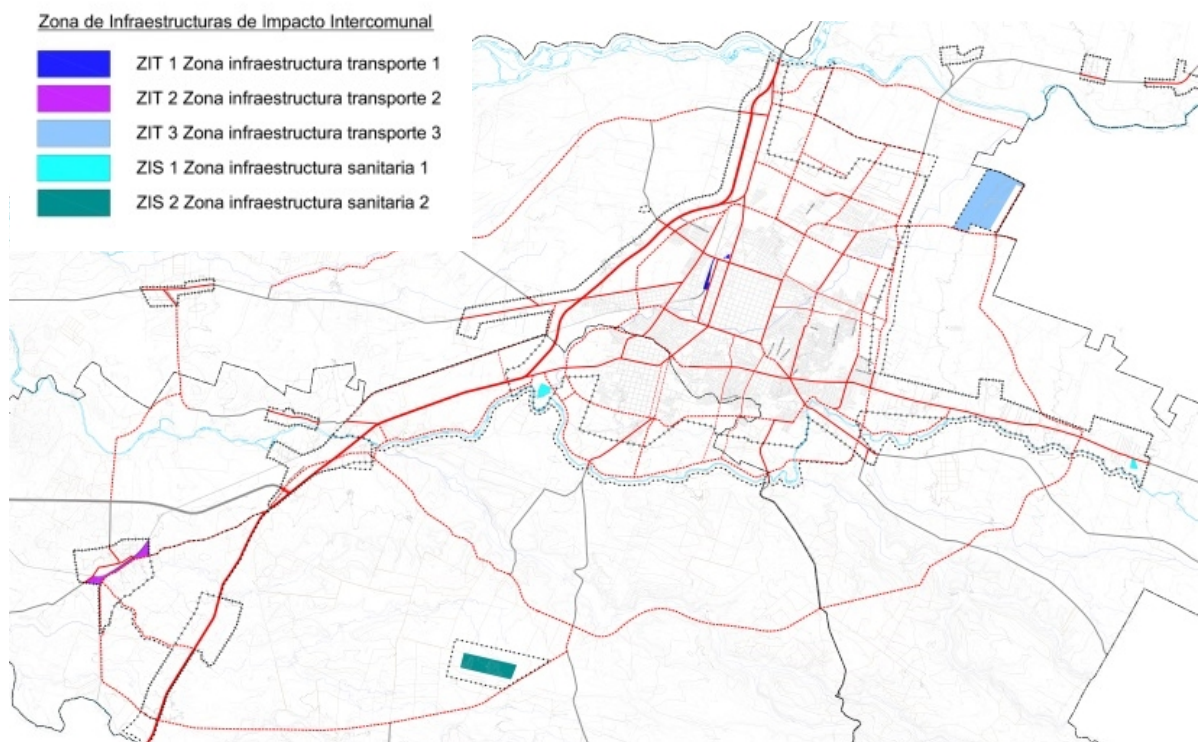 Zona de Infraestructuras de Impacto Intercomunal
ZIT 1 Zona infraestructura transporte 1
ZIT 2 Zona infraestructura transporte 2
ZIT 3 Zona infraestructura transporte 3
ZIS 1 Zona infraestructura sanitaria 1
ZIS 2 Zona infraestructura sanitaria 2